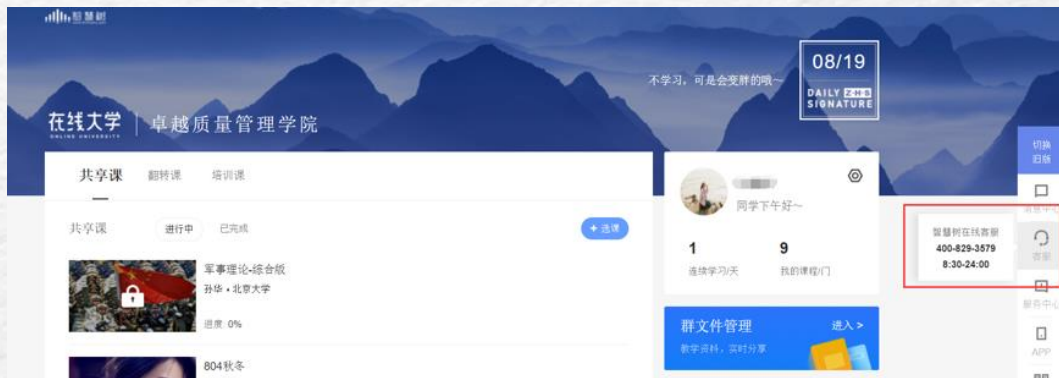 智慧树
08/19
不学习，可是会变胖的哦~
DAILY Z·H·S
SIGNATURE
在线大学 卓越质量管理学院
ONLINE UNIVERSITY
切换
旧版
共享课 翻转课 培训课
同学下午好~
消息中心
共享课 进行中 已完成 + 选课
智慧树在线客服
400-829-3579
8:30-24:00
客服
1 9
连续学习/天 我的课程/门
军事理论-综合版
孙华 • 北京大学
进度 0%
服务中心
群文件管理 进入 >
教学资料，实时分享
APP
804秋冬